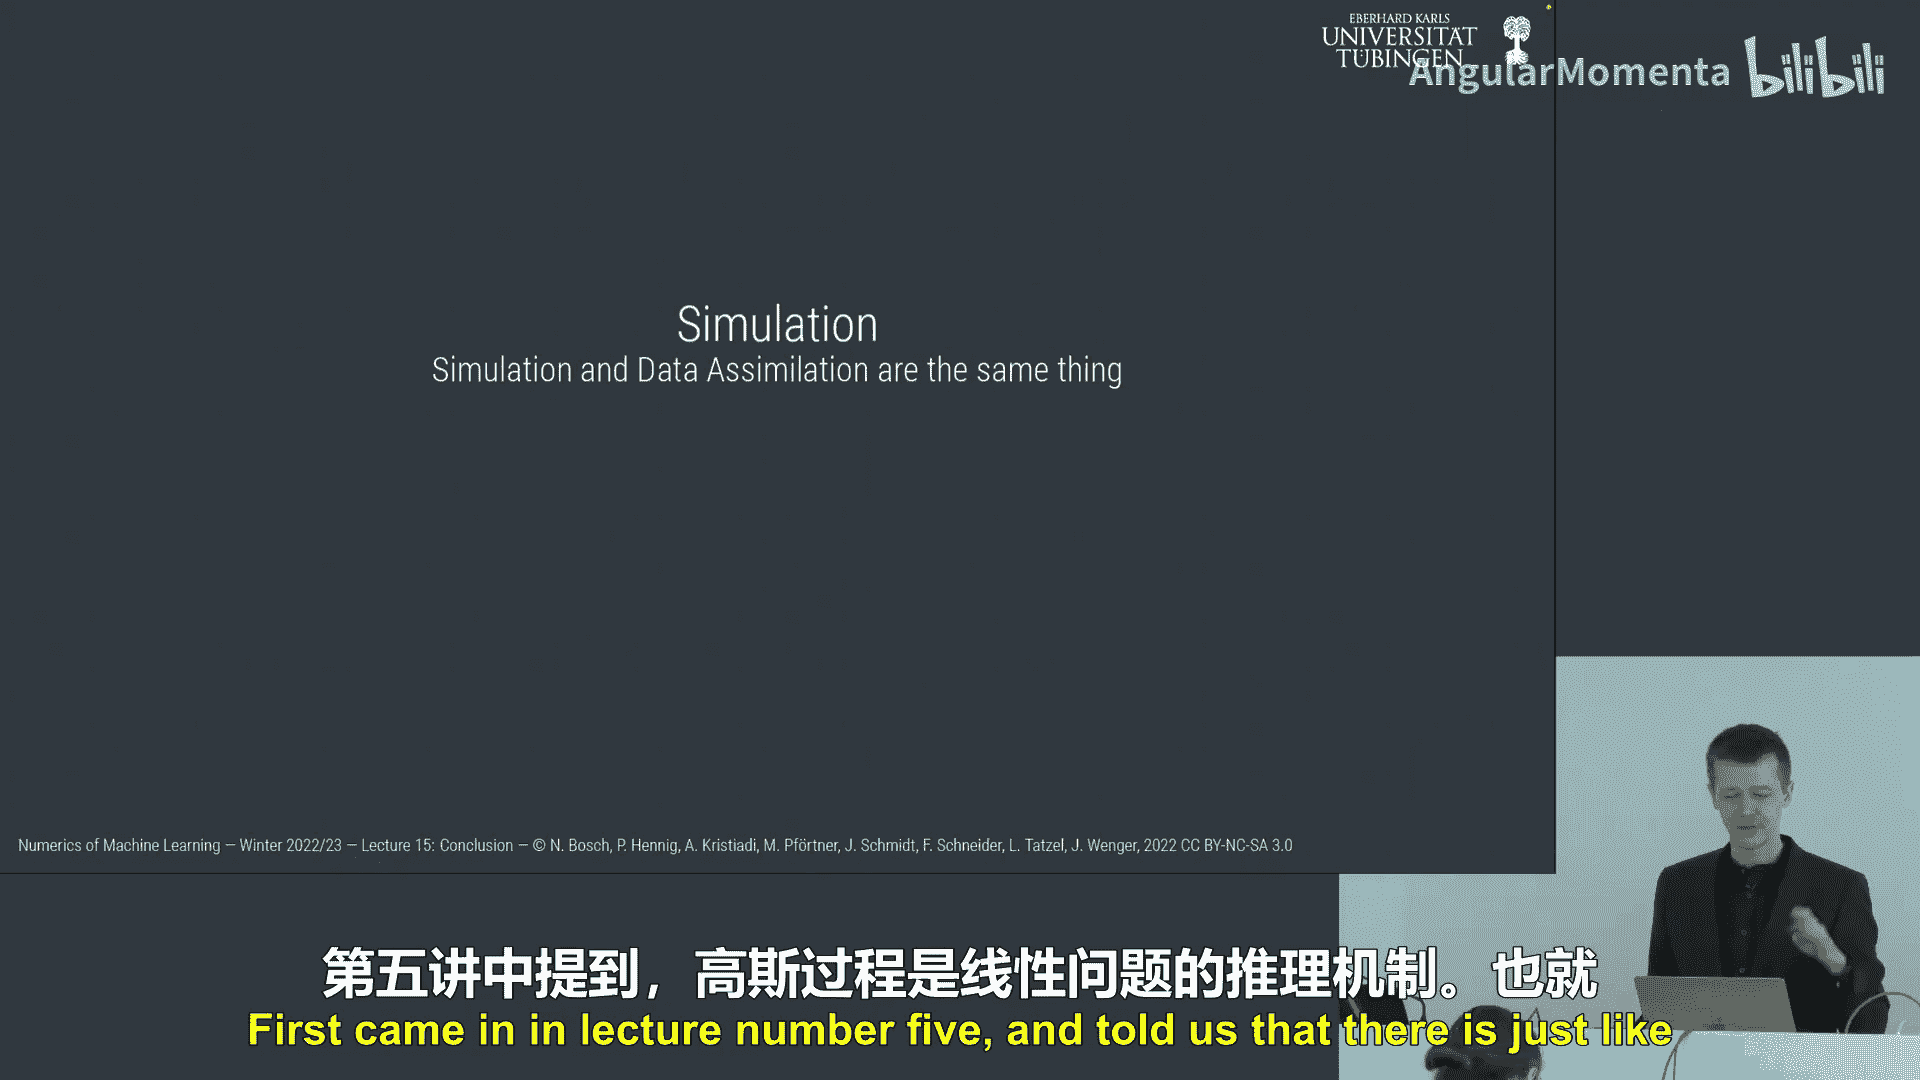 EBERHARD KARLS
UNIVERSITÄT
TÜBINGEN
AngularMomenta bilibili
Simulation
Simulation and Data Assimilation are the same thing
Numerics of Machine Learning — Winter 2022/23 — Lecture 15: Conclusion — © N. Bosch, P. Hennig, A. Kristiadi, M. Pförtner, J. Schmidt, F. Schneider, L. Tatzel, J. Wenger, 2022 CC BY-NC-SA 3.0
第五讲中提到，高斯过程是线性问题的推理机制。也就
First came in in lecture number five, and told us that there is just like